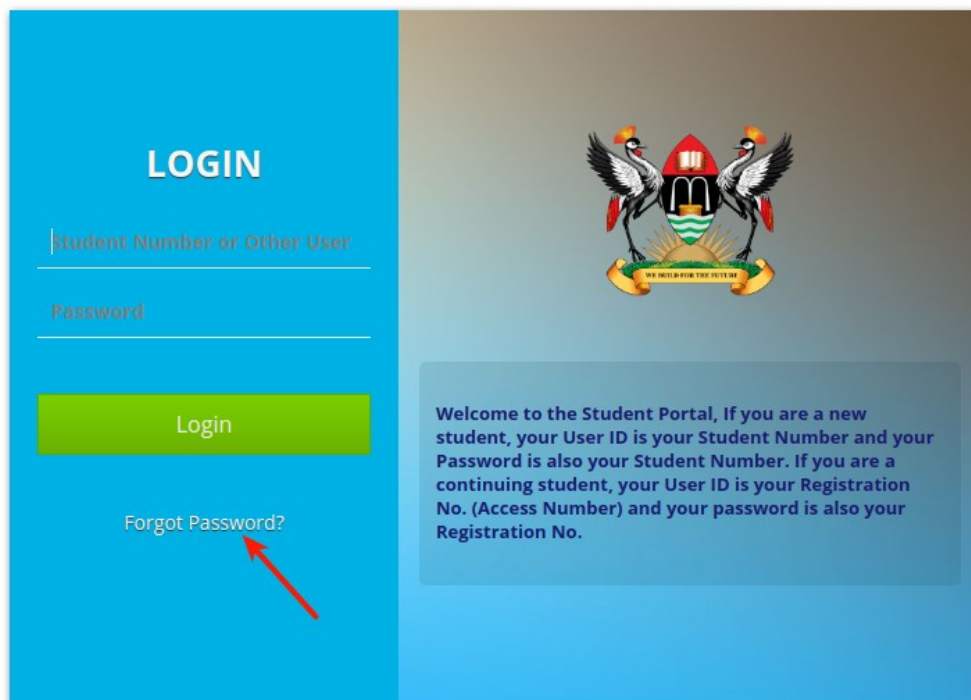 LOGIN
Student Number or Other User
Password
Login
Forgot Password?
WE BUILD FOR THE FUTURE
Welcome to the Student Portal, If you are a new
student, your User ID is your Student Number and your
Password is also your Student Number. If you are a
continuing student, your User ID is your Registration
No. (Access Number) and your password is also your
Registration No.